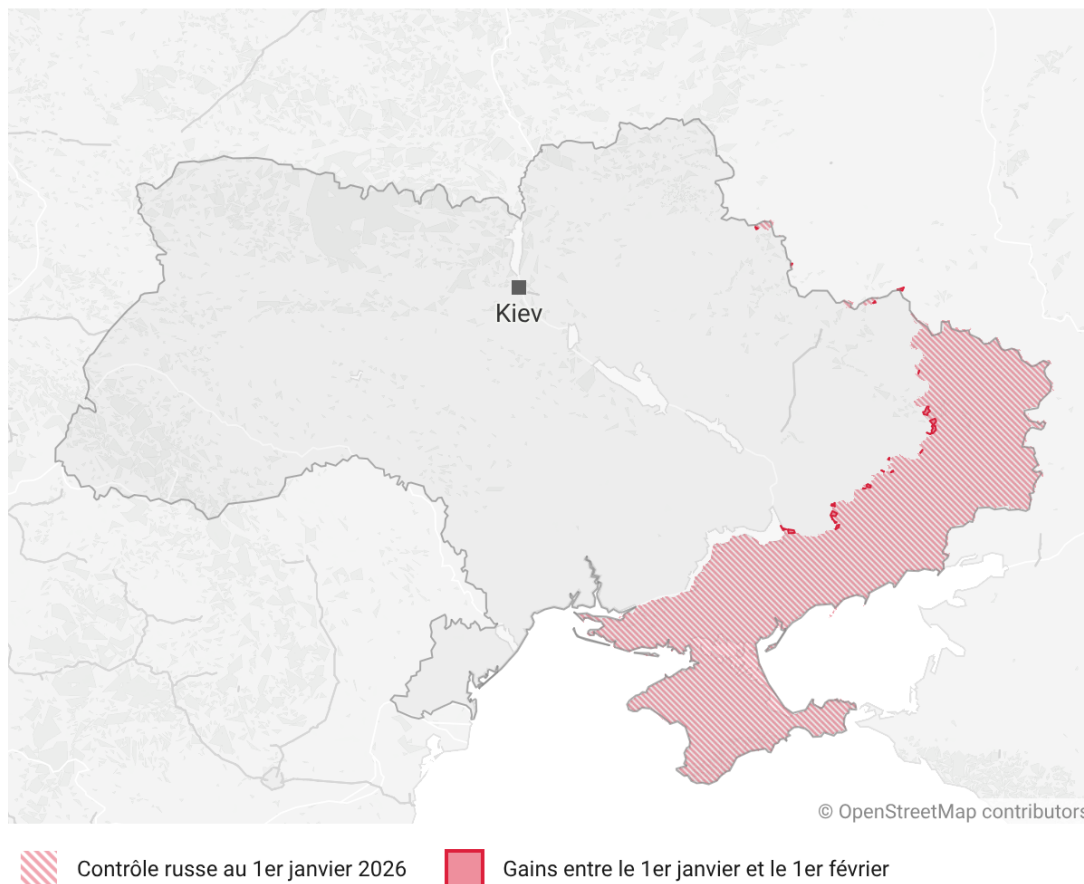 Kiev
© OpenStreetMap contributors
Contrôle russe au 1er janvier 2026
Gains entre le 1er janvier et le 1er février